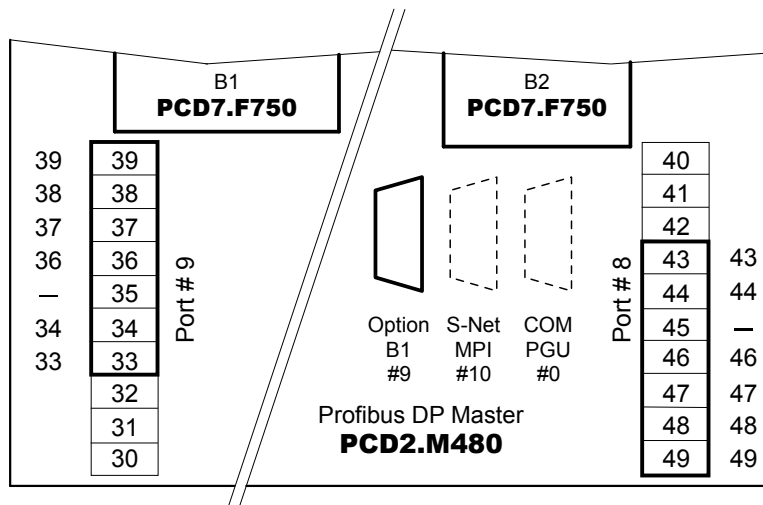 B1
PCD7.F750
B2
PCD7.F750
39 39
38 38
37 37
36 36
— 35
34 34
33 33
32
31
30
Port # 9
Option
B1
#9
S-Net
MPI
#10
COM
PGU
#0
Profibus DP Master
PCD2.M480
Port # 8
40
41
42
43 43
44 44
45 —
46 46
47 47
48 48
49 49